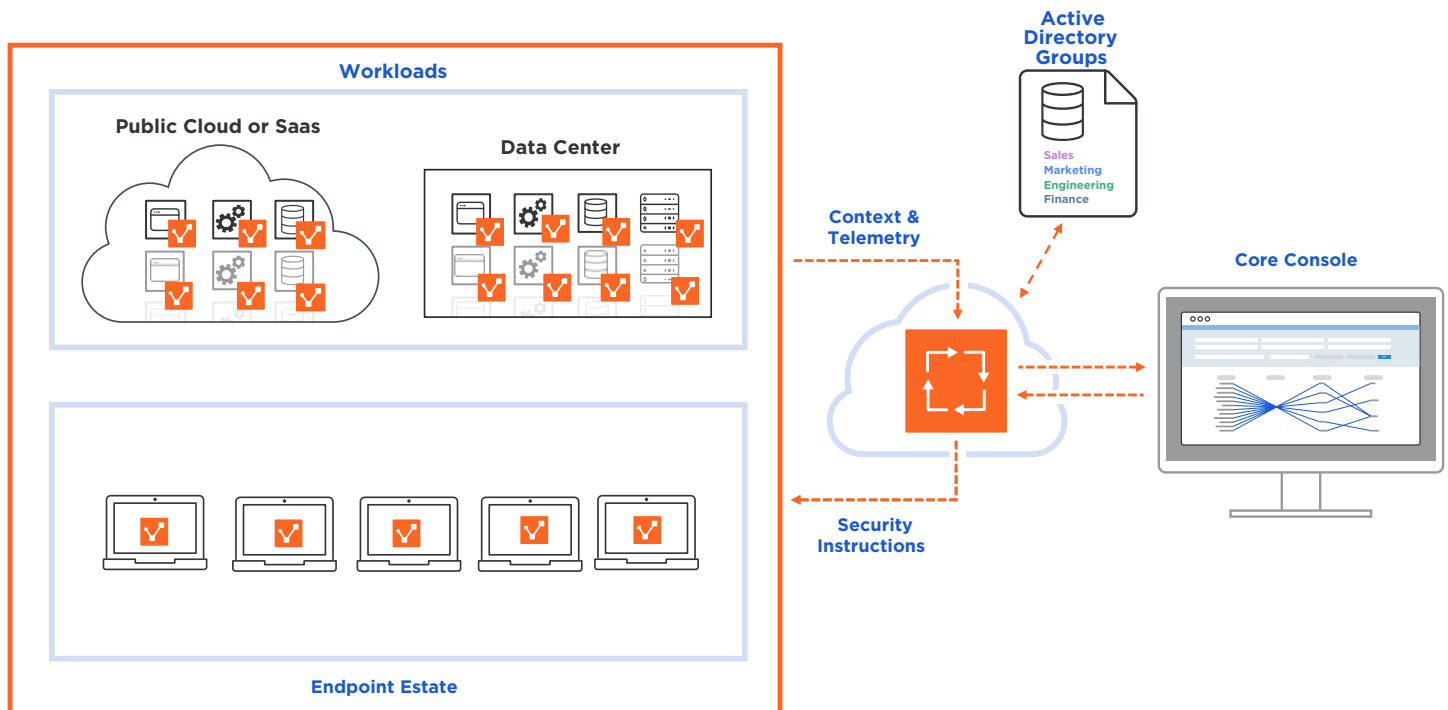 Workloads
Public Cloud or Saas
Data Center
Endpoint Estate
Context &
Telemetry
Security
Instructions
Active
Directory
Groups
Sales
Marketing
Engineering
Finance
Core Console